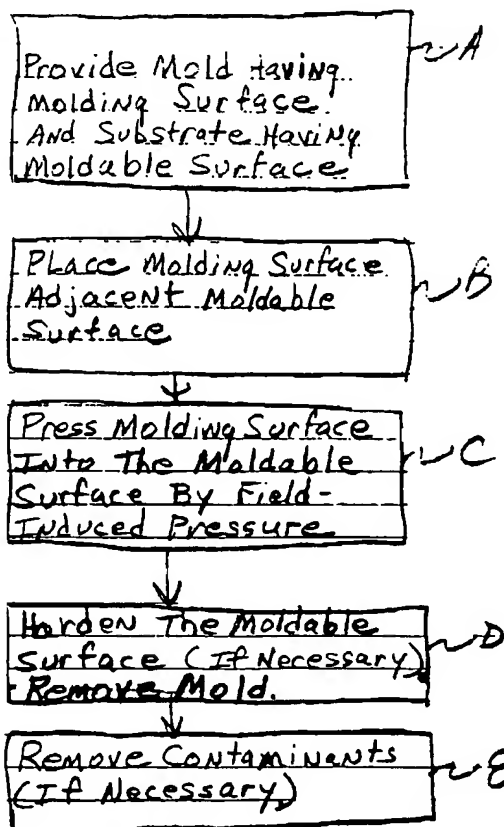 Provide Mold Having
Molding Surface
And Substrate Having
Moldable Surface
A
Place Molding Surface
Adjacent Moldable
Surface
B
Press Molding Surface
Into The Moldable
Surface By Field-
Induced Pressure
C
Harden The Moldable
Surface (If Necessary),
Remove Mold.
D
Remove Contaminants
(If Necessary)
E